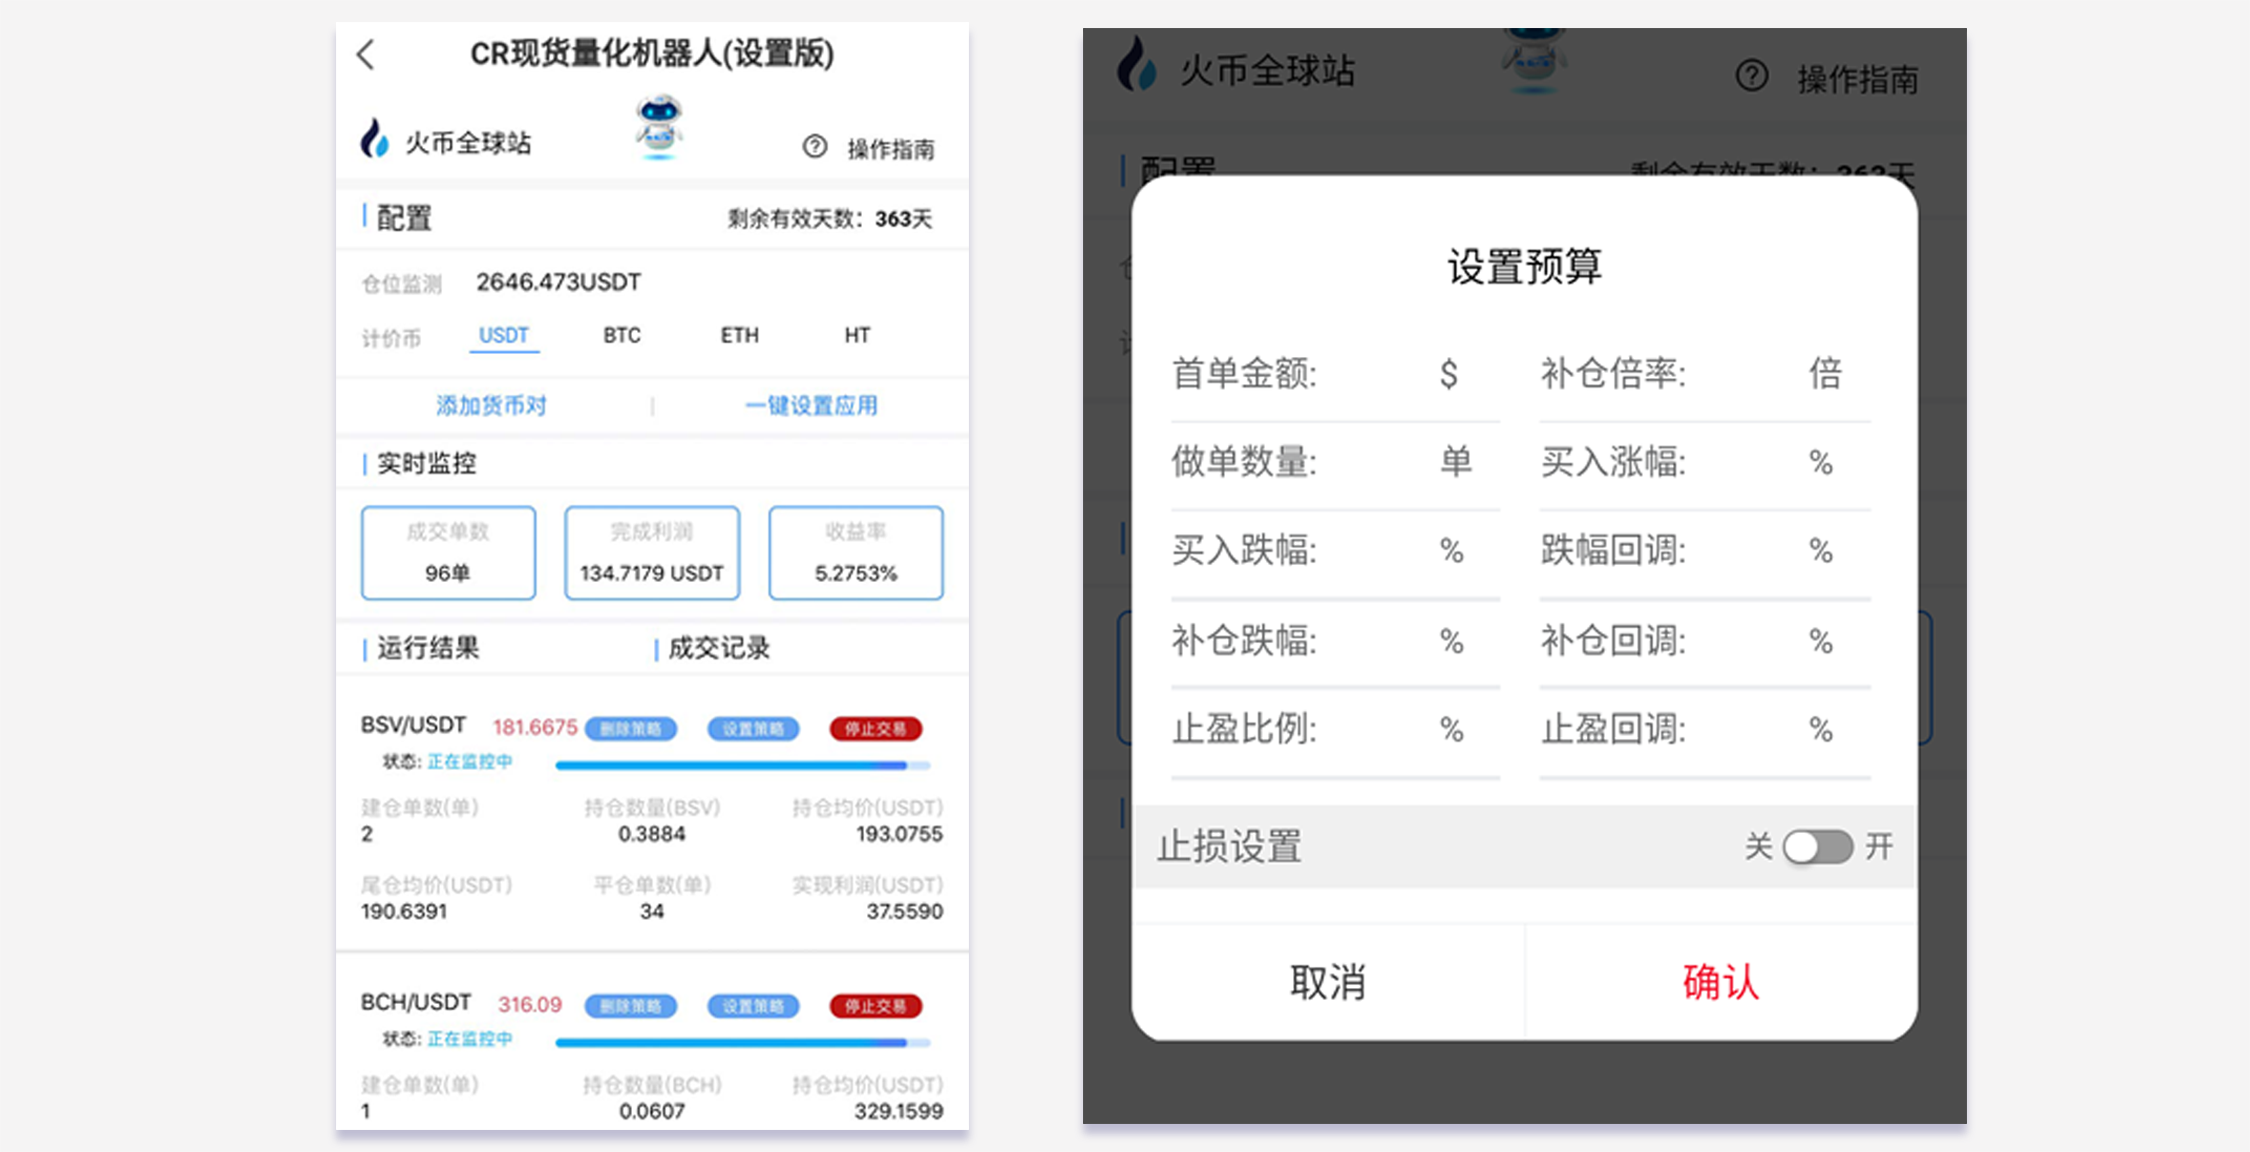 CR现货量化机器人(设置版)
火币全球站
操作指南
配置
剩余有效天数：363天
仓位监测 2646.473USDT
计价币 USDT BTC ETH HT
添加货币对 | 一键设置应用
实时监控
成交单数 完成利润 收益率
96单 134.7179 USDT 5.2753%
运行结果 成交记录
BSV/USDT 181.6675 删除策略 设置策略 停止交易
状态: 正在监控中
建仓单数(单) 持仓数量(BSV) 持仓均价(USDT)
2 0.3884 193.0755
尾仓均价(USDT) 平仓单数(单) 实现利润(USDT)
190.6391 34 37.5590
BCH/USDT 316.09 删除策略 设置策略 停止交易
状态: 正在监控中
建仓单数(单) 持仓数量(BCH) 持仓均价(USDT)
1 0.0607 329.1599
火币全球站
操作指南
配置
剩余有效天数：363天
设置预算
首单金额: $ 补仓倍率: 倍
做单数量: 单 买入涨幅: %
买入跌幅: % 跌幅回调: %
补仓跌幅: % 补仓回调: %
止盈比例: % 止盈回调: %
止损设置 关 开
取消 确认